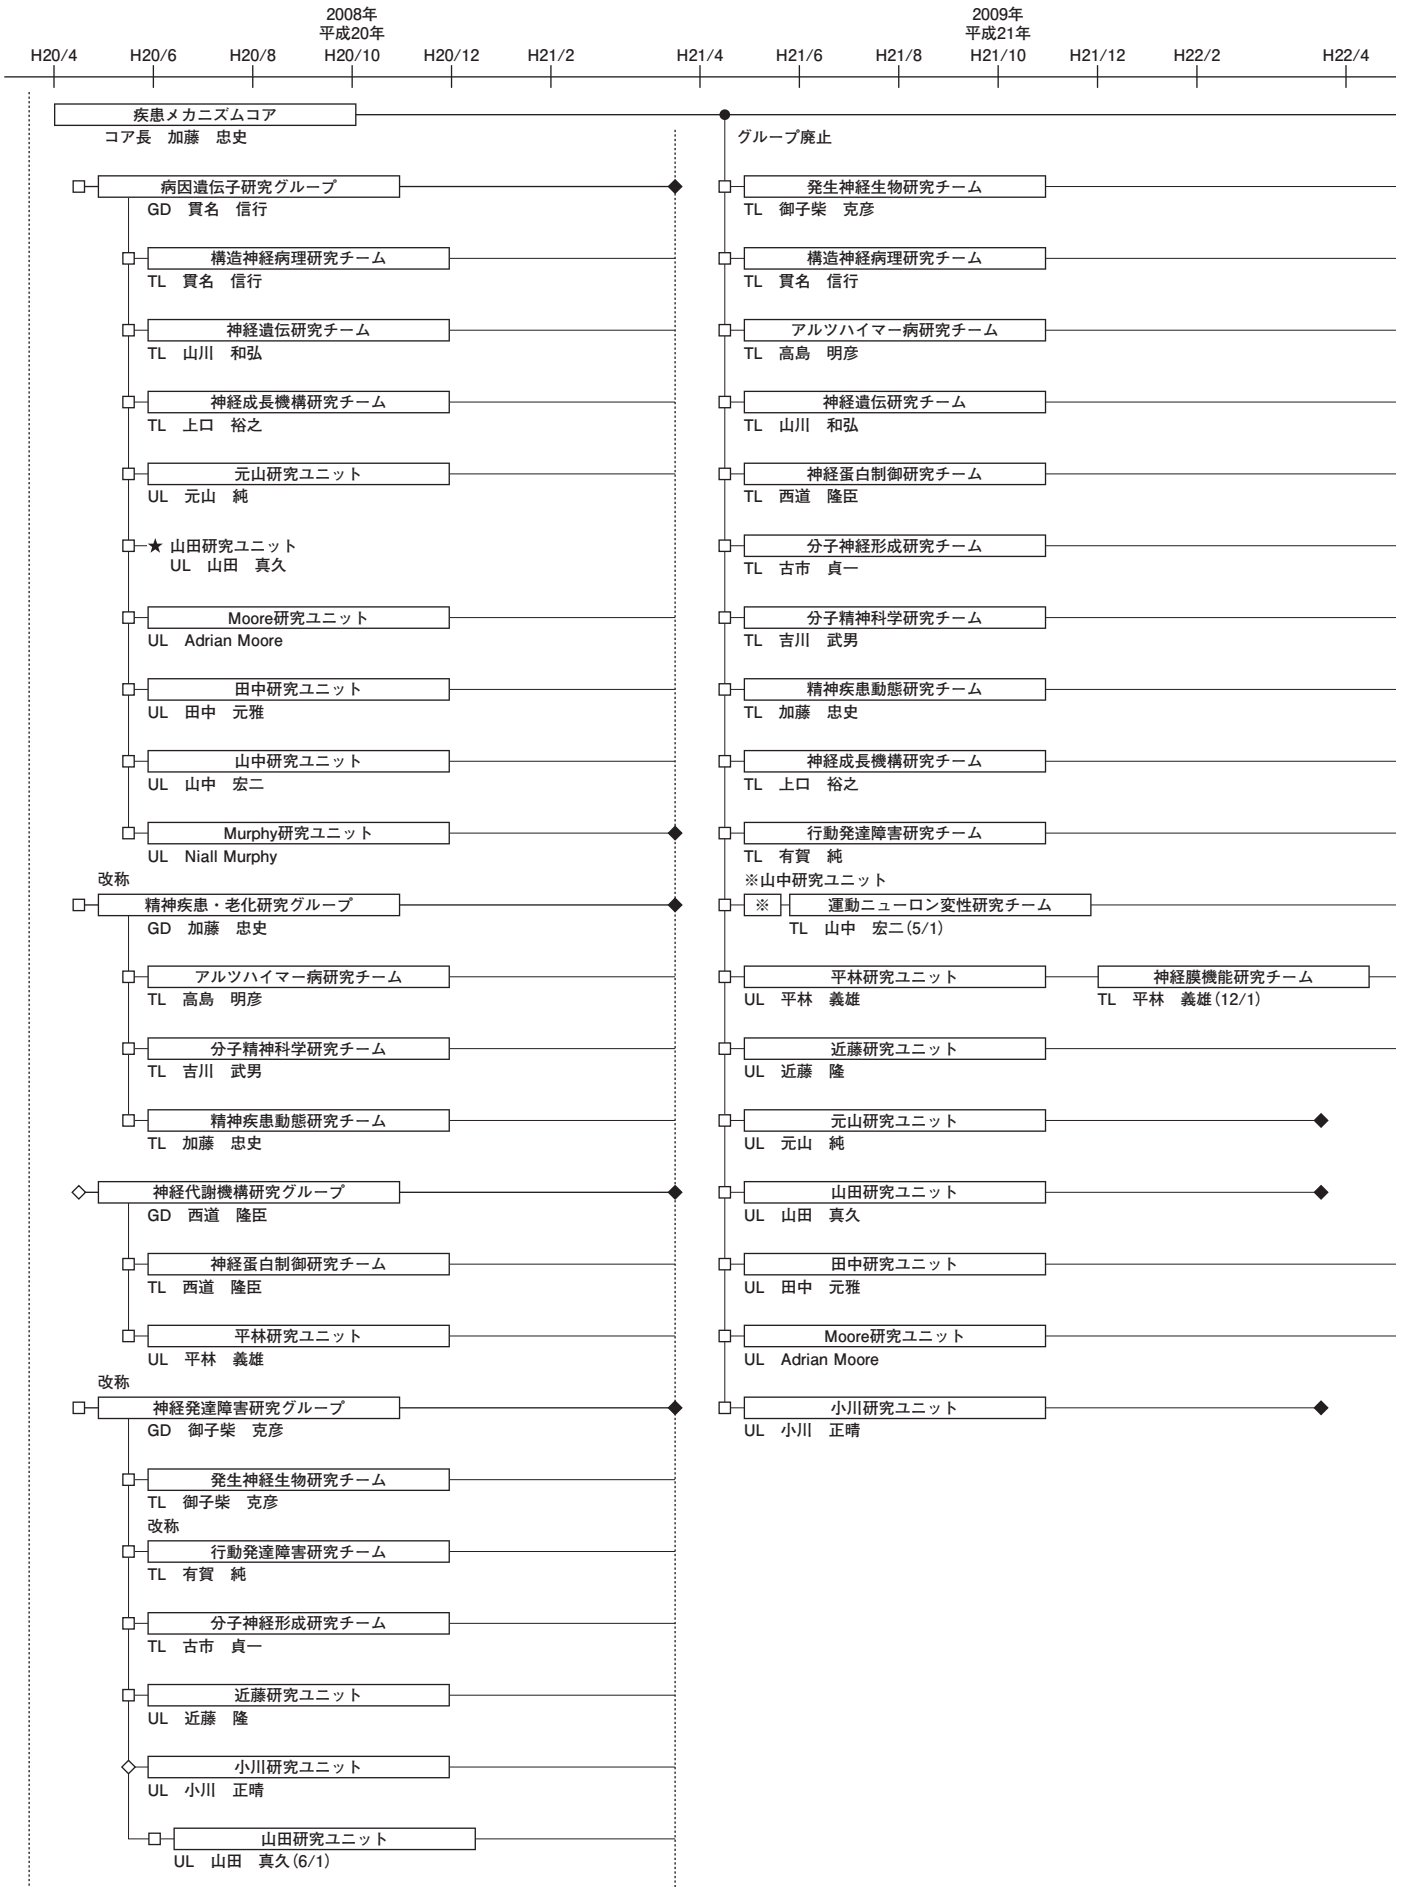 2008年
平成20年
2009年
平成21年
H20/4 H20/6 H20/8 H20/10 H20/12 H21/2 H21/4 H21/6 H21/8 H21/10 H21/12 H22/2 H22/4
疾患メカニズムコア
コア長 加藤 忠史
グループ廃止
病因遺伝子研究グループ
GD 貫名 信行
構造神経病理研究チーム
TL 貫名 信行
神経遺伝研究チーム
TL 山川 和弘
神経成長機構研究チーム
TL 上口 裕之
元山研究ユニット
UL 元山 純
★ 山田研究ユニット
UL 山田 真久
Moore研究ユニット
UL Adrian Moore
田中研究ユニット
UL 田中 元雅
山中研究ユニット
UL 山中 宏二
Murphy研究ユニット
UL Niall Murphy
改称
精神疾患・老化研究グループ
GD 加藤 忠史
アルツハイマー病研究チーム
TL 高島 明彦
分子精神科学研究チーム
TL 吉川 武男
精神疾患動態研究チーム
TL 加藤 忠史
神経代謝機構研究グループ
GD 西道 隆臣
神経蛋白制御研究チーム
TL 西道 隆臣
平林研究ユニット
UL 平林 義雄
改称
神経発達障害研究グループ
GD 御子柴 克彦
発生神経生物研究チーム
TL 御子柴 克彦
改称
行動発達障害研究チーム
TL 有賀 純
分子神経形成研究チーム
TL 古市 貞一
近藤研究ユニット
UL 近藤 隆
小川研究ユニット
UL 小川 正晴
山田研究ユニット
UL 山田 真久(6/1)
発生神経生物研究チーム
TL 御子柴 克彦
構造神経病理研究チーム
TL 貫名 信行
アルツハイマー病研究チーム
TL 高島 明彦
神経遺伝研究チーム
TL 山川 和弘
神経蛋白制御研究チーム
TL 西道 隆臣
分子神経形成研究チーム
TL 古市 貞一
分子精神科学研究チーム
TL 吉川 武男
精神疾患動態研究チーム
TL 加藤 忠史
神経成長機構研究チーム
TL 上口 裕之
行動発達障害研究チーム
TL 有賀 純
※山中研究ユニット
※ 運動ニューロン変性研究チーム
TL 山中 宏二(5/1)
平林研究ユニット 神経膜機能研究チーム
UL 平林 義雄 TL 平林 義雄(12/1)
近藤研究ユニット
UL 近藤 隆
元山研究ユニット
UL 元山 純
山田研究ユニット
UL 山田 真久
田中研究ユニット
UL 田中 元雅
Moore研究ユニット
UL Adrian Moore
小川研究ユニット
UL 小川 正晴